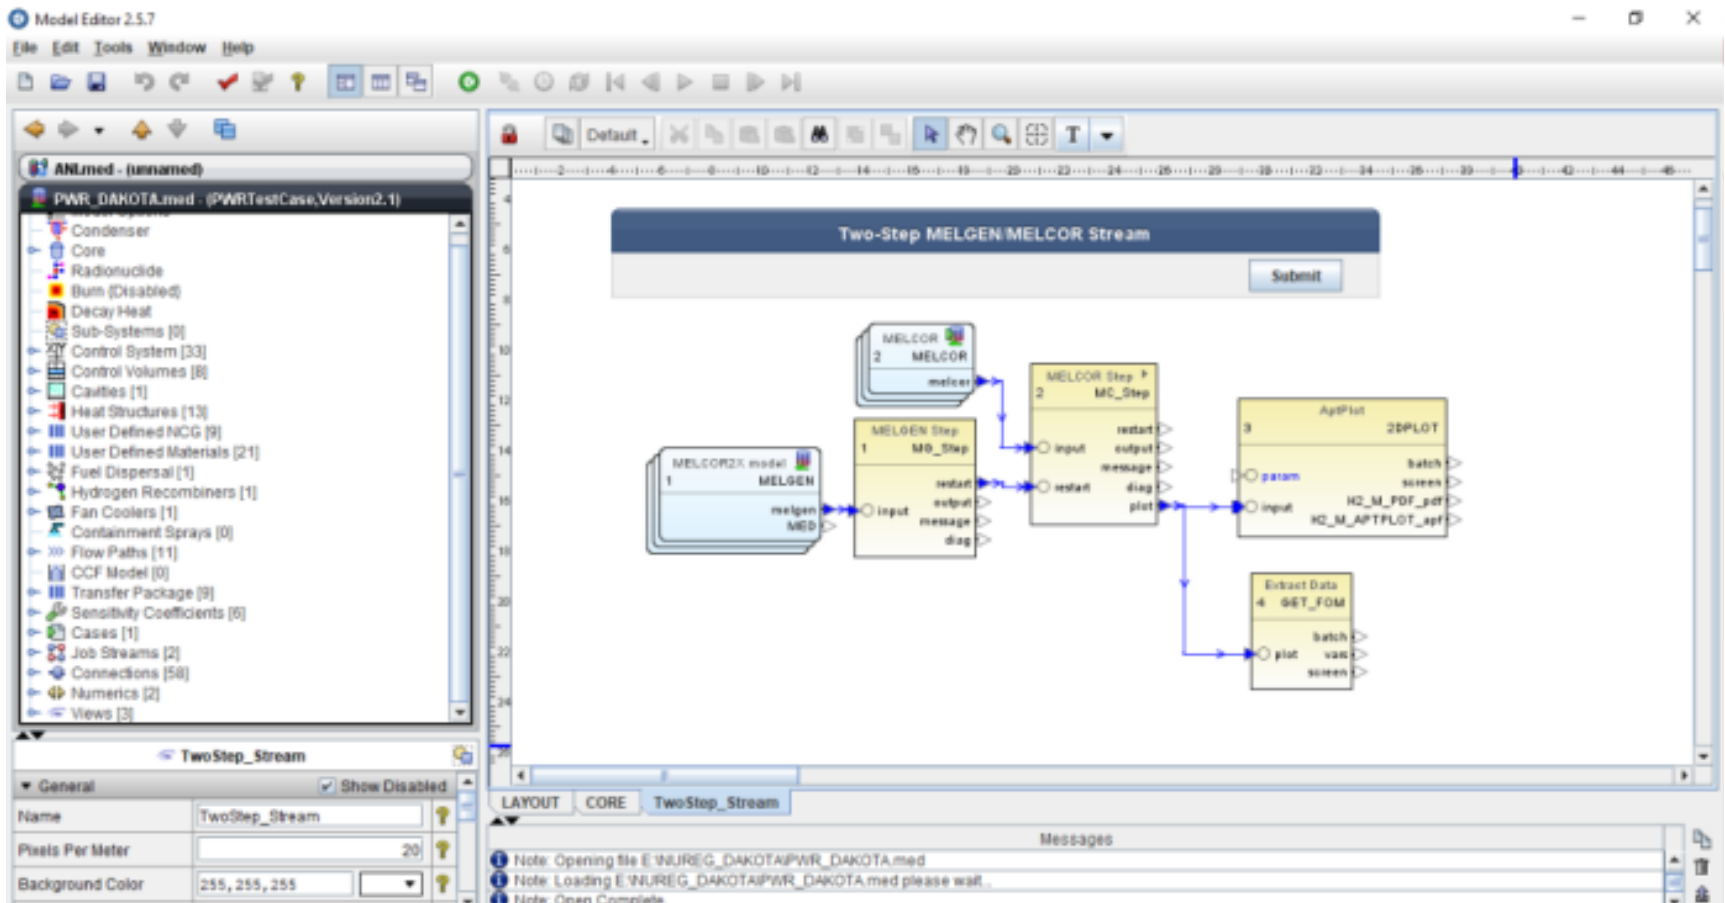 Model Editor 2.5.7
File Edit Tools Window Help
Default
ANI.med - (unnamed)
PWR_DAKOTA.med - (PWRTestCase,Version2.1)
Model Options
Condenser
Core
Radionuclide
Burn (Disabled)
Decay Heat
Sub-Systems [0]
Control System [33]
Control Volumes [8]
Cavities [1]
Heat Structures [13]
User Defined NCG [9]
User Defined Materials [21]
Fuel Dispersal [1]
Hydrogen Recombiners [1]
Fan Coolers [1]
Containment Sprays [0]
Flow Paths [11]
CCF Model [0]
Transfer Package [9]
Sensitivity Coefficients [6]
Cases [1]
Job Streams [2]
Connections [58]
Numerics [2]
Views [3]
TwoStep_Stream
General
Show Disabled
Name
TwoStep_Stream
Pixels Per Meter
20
Background Color
255,255,255
Two-Step MELGEN/MELCOR Stream
Submit
MELCOR
2 MELCOR
melcor
MELCOR2X model
1 MELGEN
melgen
MED
MELGEN Step
1 MG_Step
restart
input output
message
diag
MELCOR Step
2 MC_Step
restart
input output
message
restart diag
plot
AptPlot
3 2DPLOT
batch
param screen
H2_M_PDF_pdf
input
H2_M_APTPLOT_apf
Extract Data
4 GET_FOM
batch
plot vars
screen
LAYOUT CORE TwoStep_Stream
Messages
Note: Opening file E:\NUREG_DAKOTA\PWR_DAKOTA.med
Note: Loading E:\NUREG_DAKOTA\PWR_DAKOTA.med please wait...
Note: Open Complete